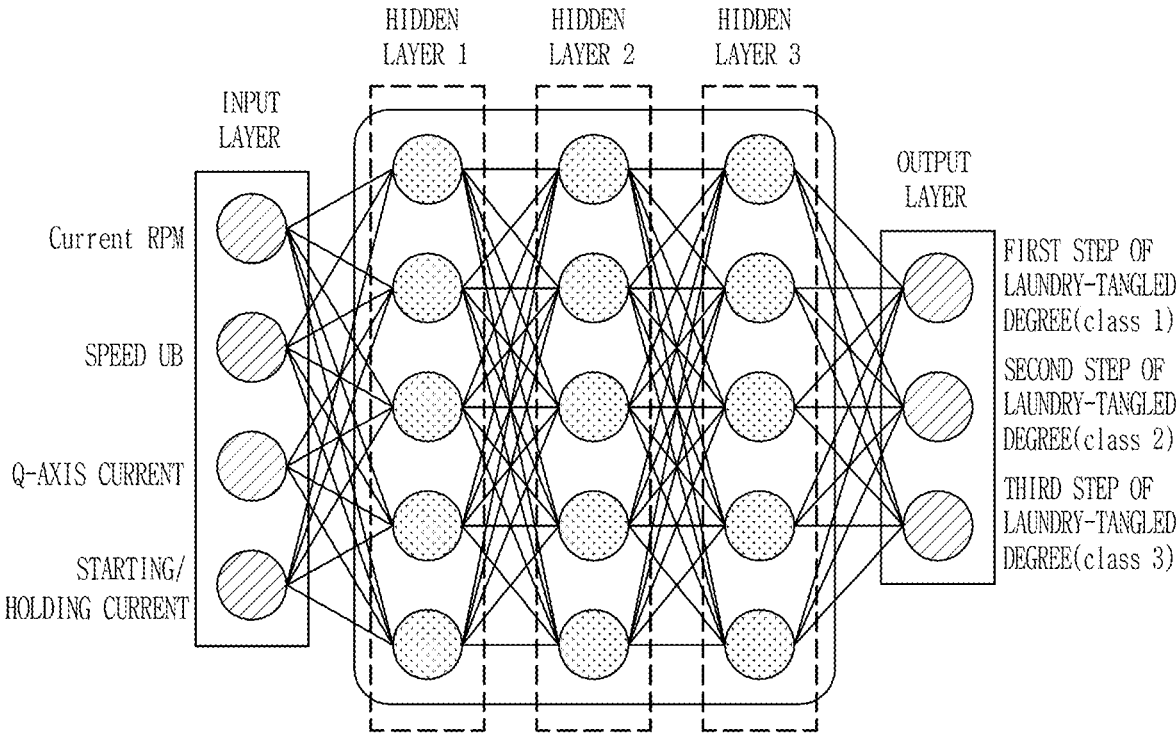 HIDDEN
LAYER 1
HIDDEN
LAYER 2
HIDDEN
LAYER 3
INPUT
LAYER
OUTPUT
LAYER
Current RPM
SPEED UB
Q-AXIS CURRENT
STARTING/
HOLDING CURRENT
FIRST STEP OF
LAUNDRY-TANGLED
DEGREE(class 1)
SECOND STEP OF
LAUNDRY-TANGLED
DEGREE(class 2)
THIRD STEP OF
LAUNDRY-TANGLED
DEGREE(class 3)